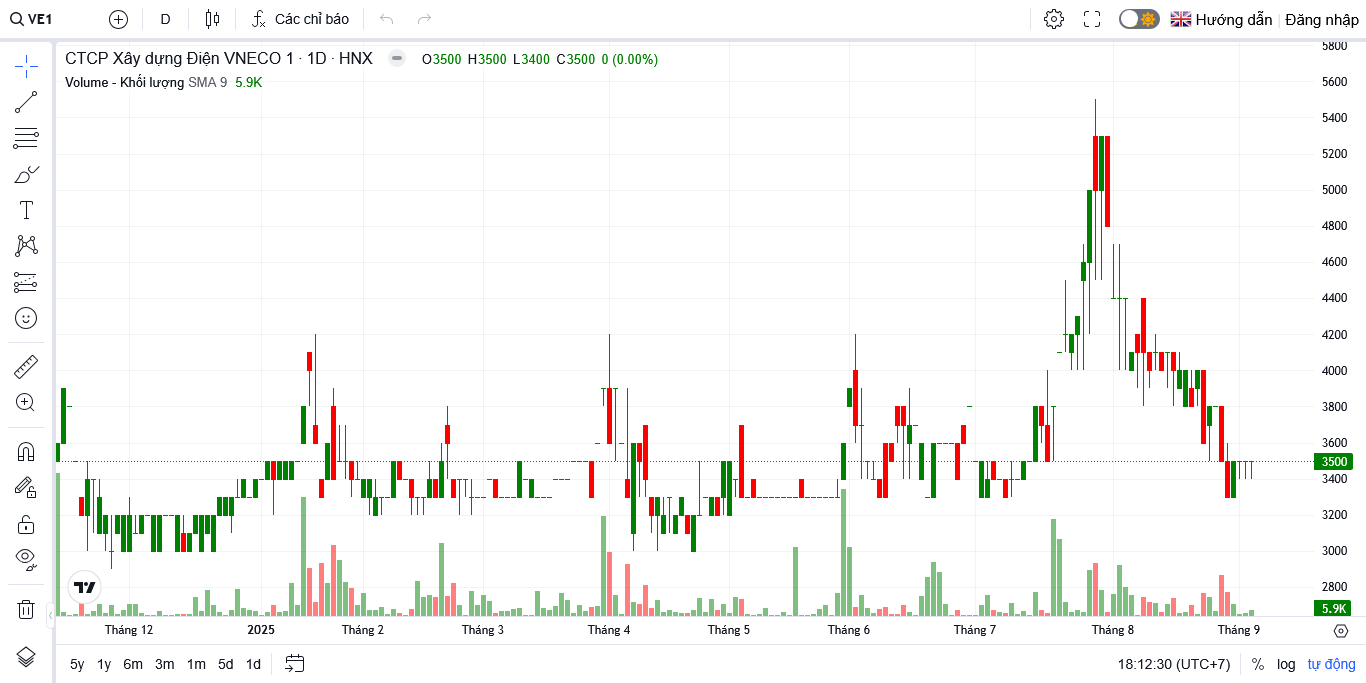 VE1 D Các chỉ báo Hướng dẫn Đăng nhập
CTCP Xây dựng Điện VNECO 1 · 1D · HNX O3500 H3500 L3400 C3500 0 (0.00%)
Volume - Khối lượng SMA 9 5.9K
5800
5600
5400
5200
5000
4800
4600
4400
4200
4000
3800
3600
3500
3400
3200
3000
2800
5.9K
Tháng 12 2025 Tháng 2 Tháng 3 Tháng 4 Tháng 5 Tháng 6 Tháng 7 Tháng 8 Tháng 9
5y 1y 6m 3m 1m 5d 1d 18:12:30 (UTC+7) % log tự động